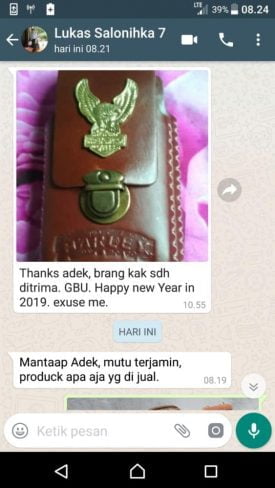 LTE
39%
08.24
Lukas Salonihka 7
hari ini 08.21
Thanks adek, brang kak sdh
ditrima. GBU. Happy new Year in
2019. exuse me.
10.55
HARI INI
Mantaap Adek, mutu terjamin,
produck apa aja yg di jual.
08.19
Ketik pesan